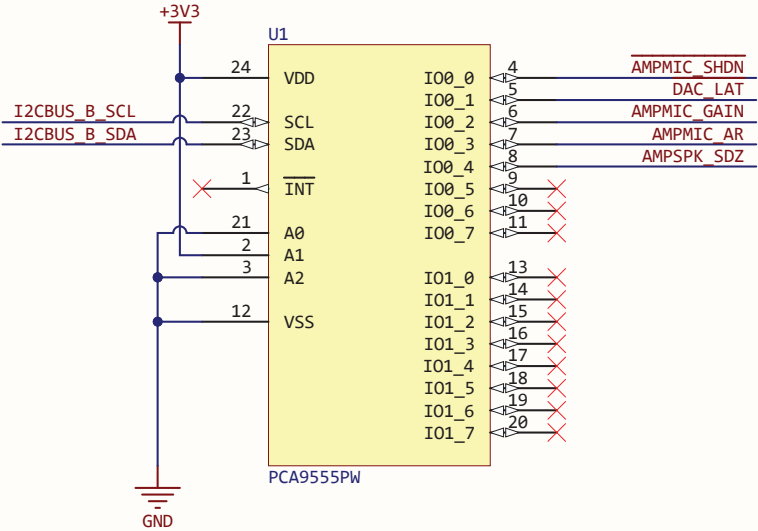 +3V3
U1
24 VDD IO0_0 4 AMPMIC_SHDN
IO0_1 5 DAC_LAT
I2CBUS_B_SCL 22 SCL IO0_2 6 AMPMIC_GAIN
I2CBUS_B_SDA 23 SDA IO0_3 7 AMPMIC_AR
IO0_4 8 AMPSPK_SDZ
1 INT IO0_5 9
IO0_6 10
21 A0 IO0_7 11
2 A1
3 A2 IO1_0 13
IO1_1 14
12 VSS IO1_2 15
IO1_3 16
IO1_4 17
IO1_5 18
IO1_6 19
IO1_7 20
PCA9555PW
GND